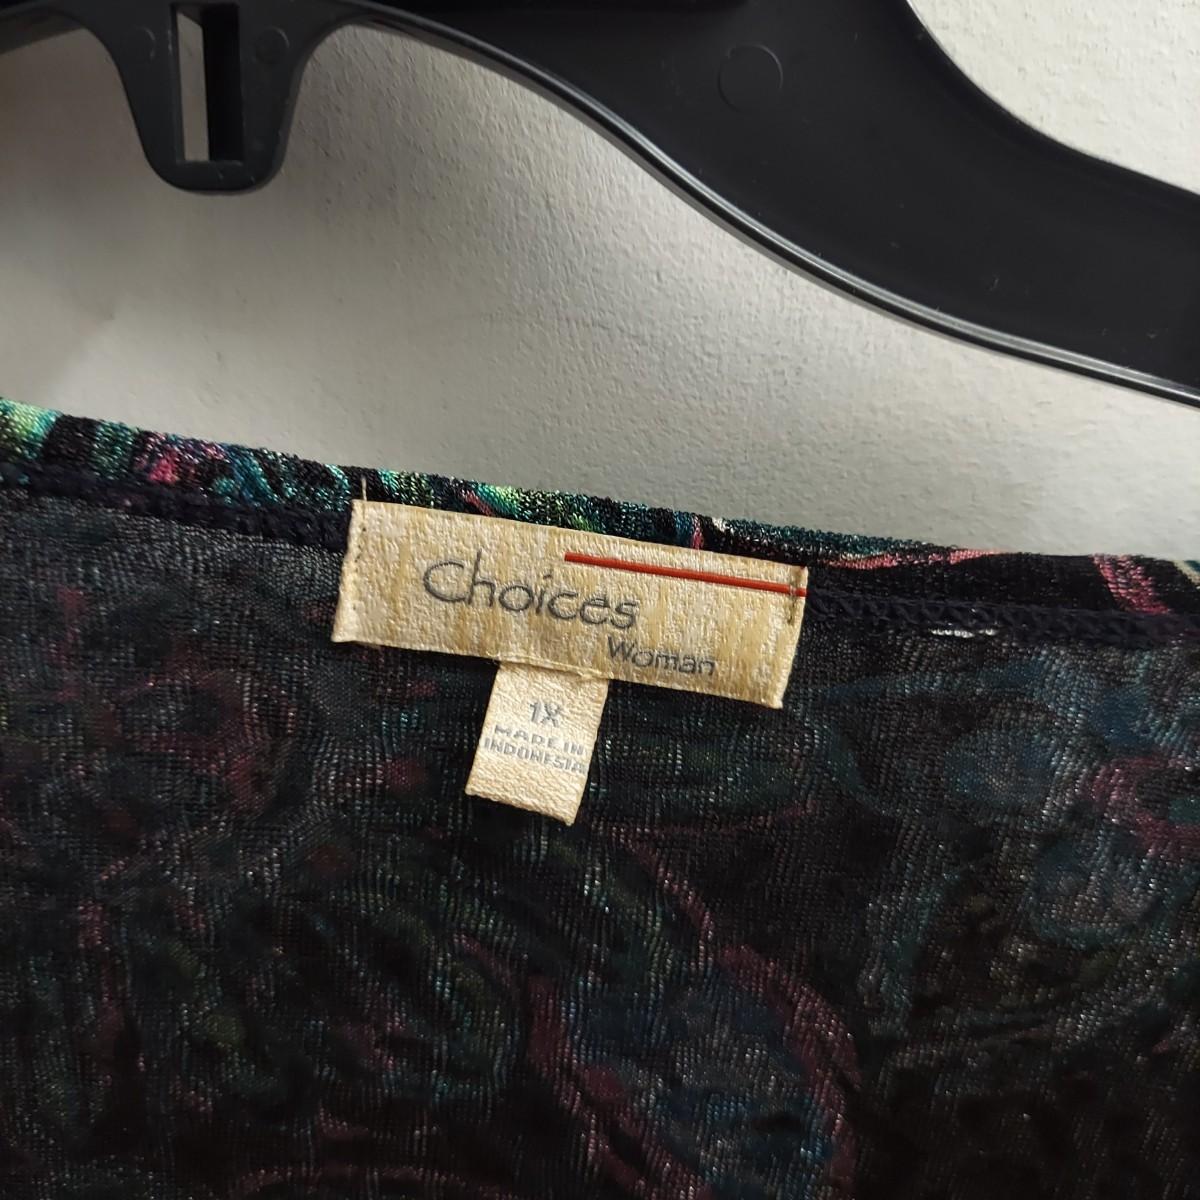 Choices
Woman
1X
MADE IN
INDONESIA